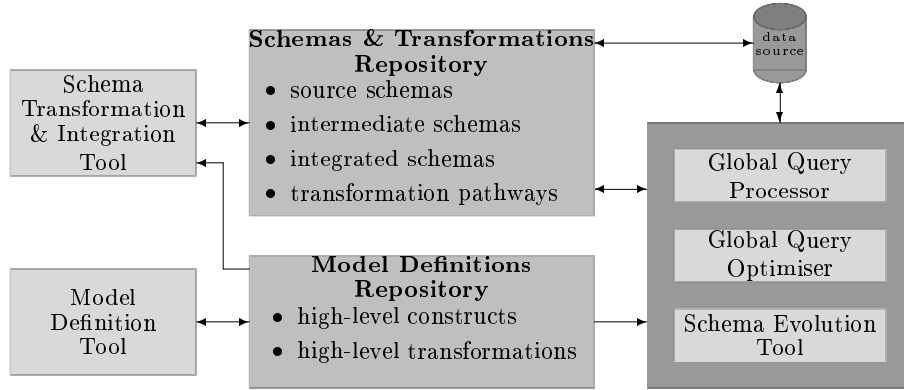 Schema
Transformation
& Integration
Tool
Schemas & Transformations
Repository
• source schemas
• intermediate schemas
• integrated schemas
• transformation pathways
data
source
Global Query
Processor
Global Query
Optimiser
Schema Evolution
Tool
Model
Definition
Tool
Model Definitions
Repository
• high-level constructs
• high-level transformations